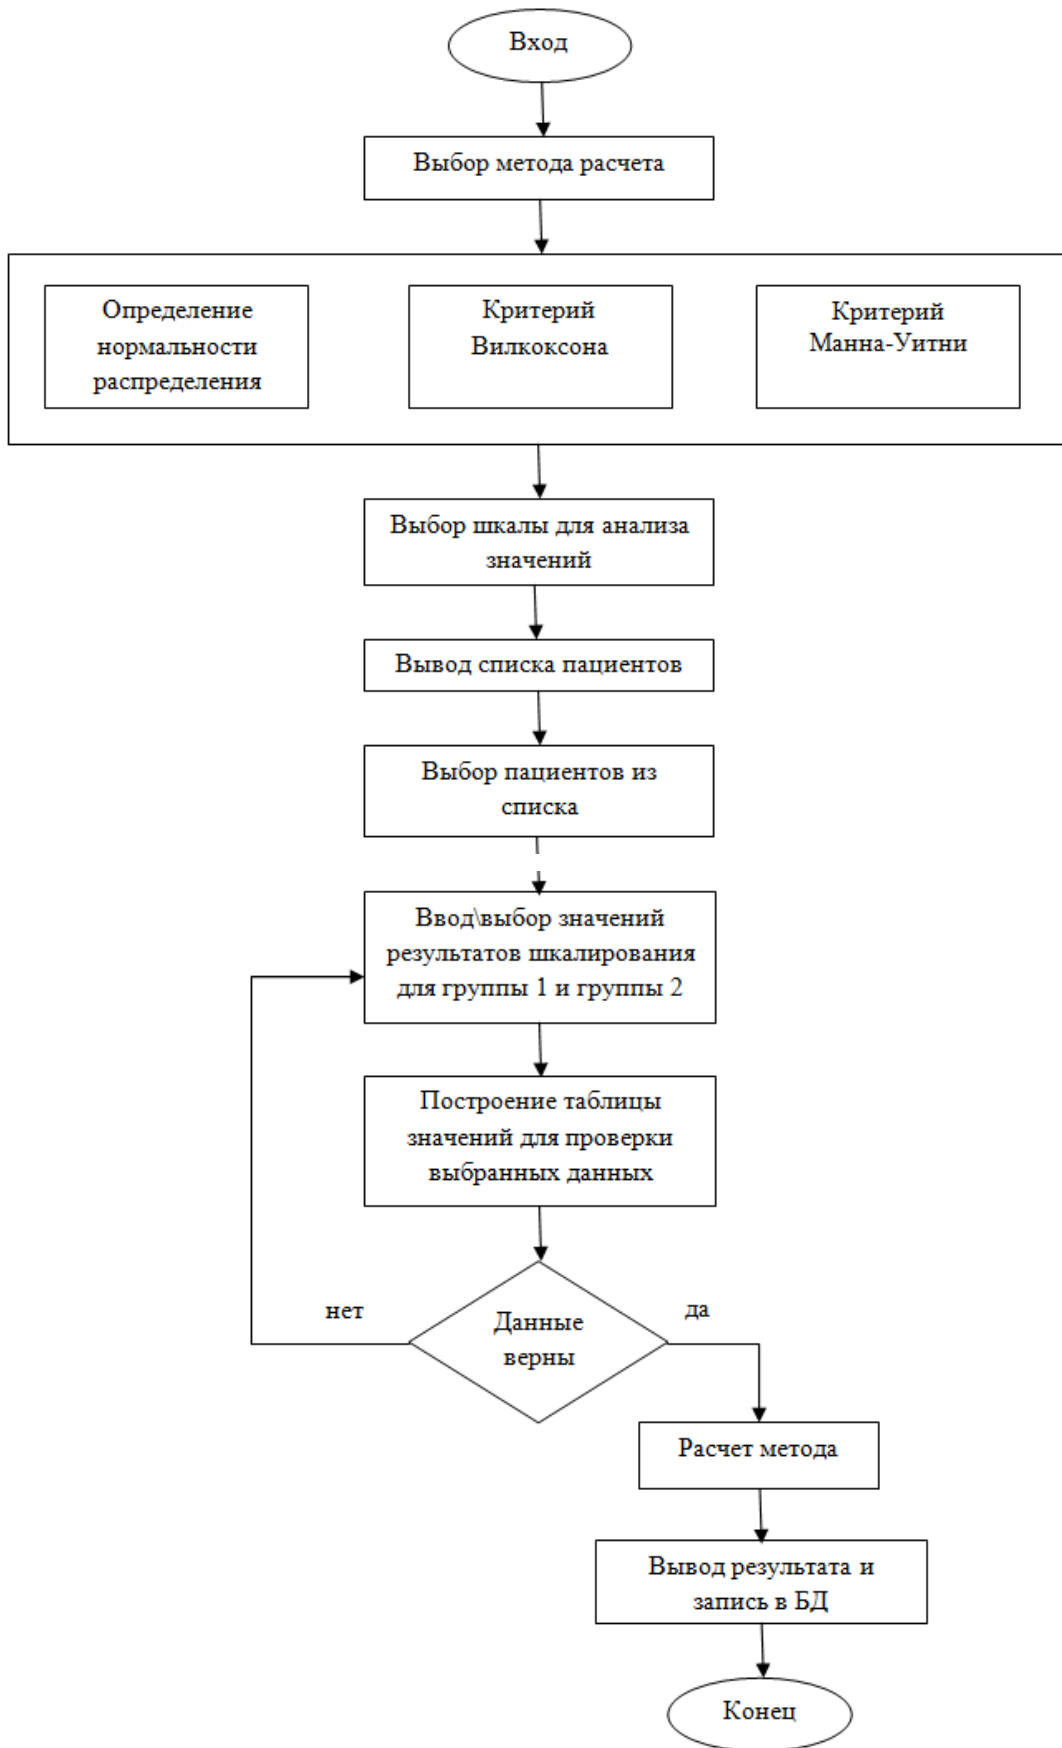 Вход
Выбор метода расчета
Определение
нормальности
распределения
Критерий
Вилкоксона
Критерий
Манна-Уитни
Выбор шкалы для анализа
значений
Вывод списка пациентов
Выбор пациентов из
списка
Ввод\выбор значений
результатов шкалирования
для группы 1 и группы 2
Построение таблицы
значений для проверки
выбранных данных
нет
Данные
верны
да
Расчет метода
Вывод результата и
запись в БД
Конец